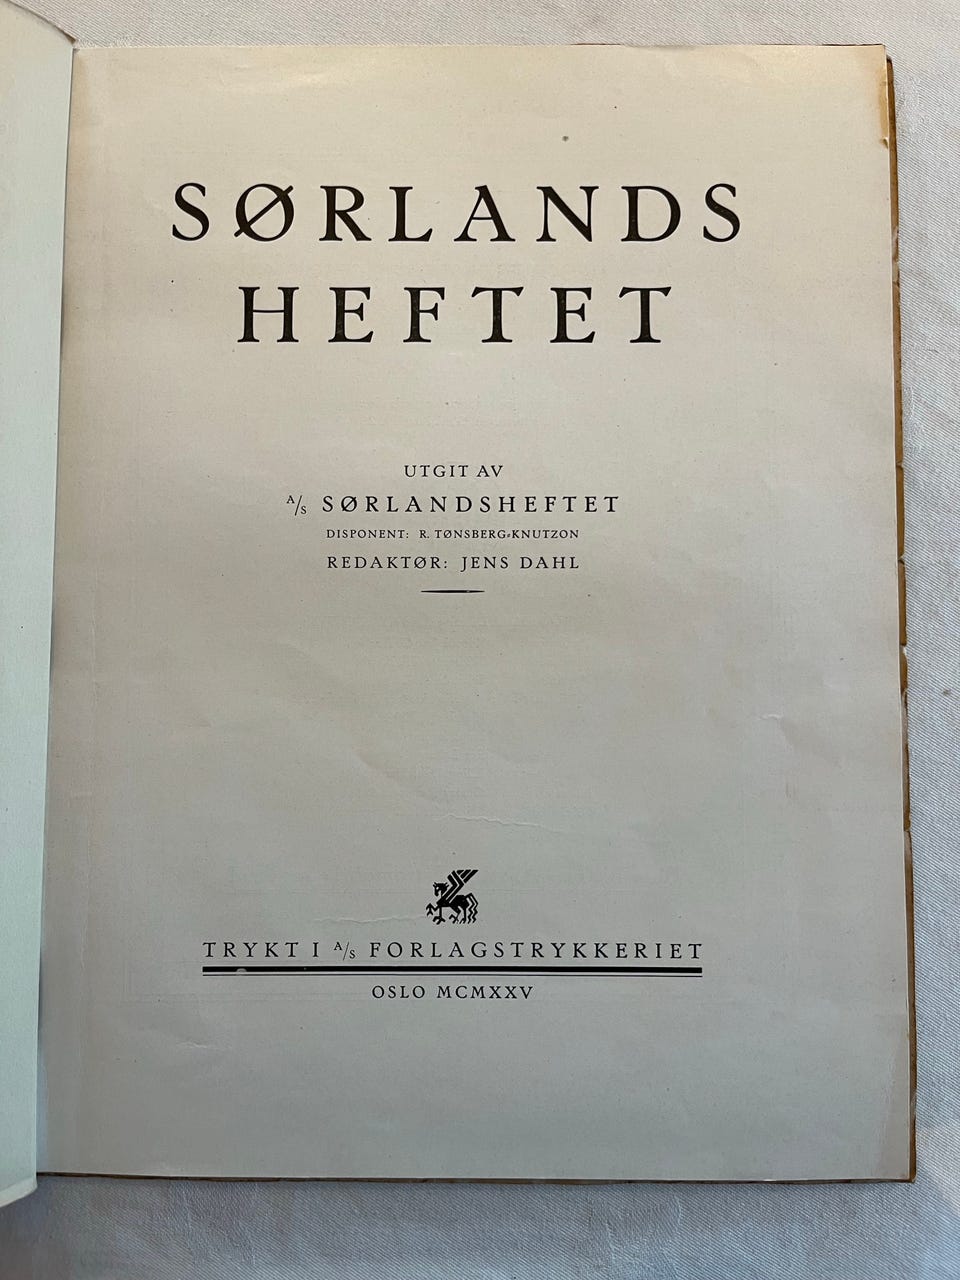 SØRLANDS
HEFTET
UTGIT AV
A/S SØRLANDSHEFTET
DISPONENT: R. TØNSBERG=KNUTZON
REDAKTØR: JENS DAHL
TRYKT I A/S FORLAGSTRYKKERIET
OSLO MCMXXV